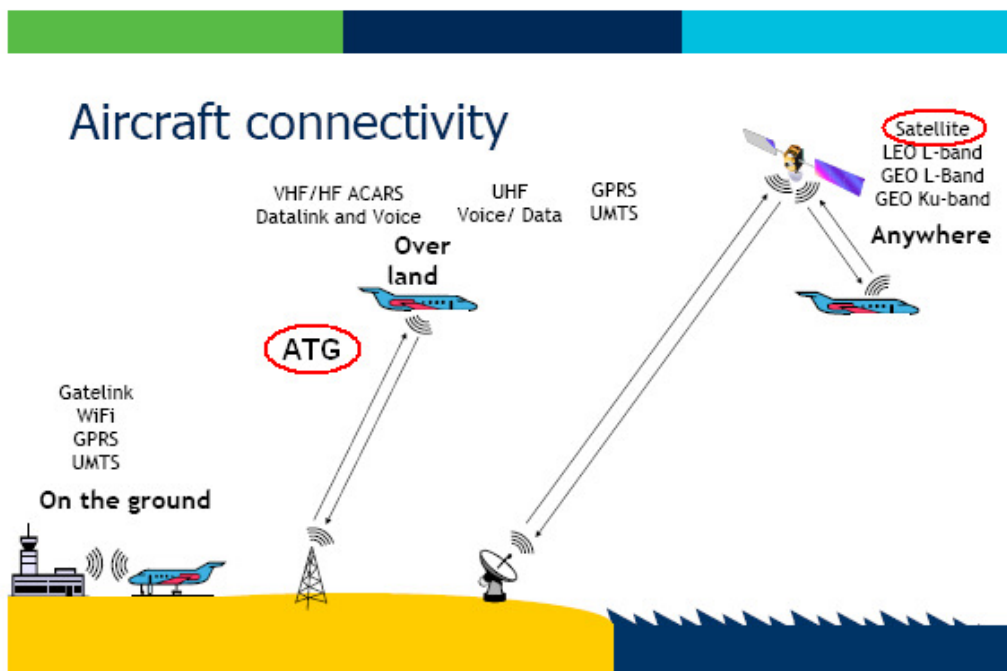 Aircraft connectivity
Satellite
LEO L-band
GEO L-Band
GEO Ku-band
Anywhere
VHF/HF ACARS
Datalink and Voice
UHF
Voice/ Data
GPRS
UMTS
Over
land
ATG
Gatelink
WiFi
GPRS
UMTS
On the ground